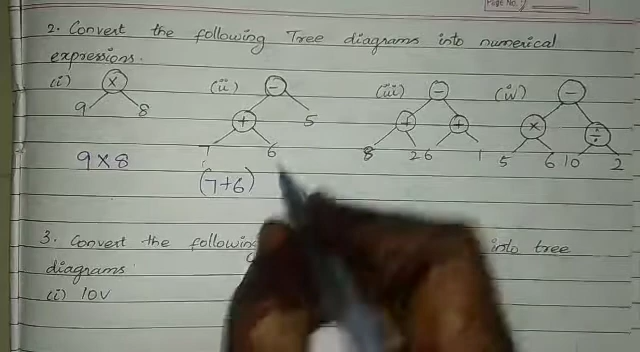 Page No.
2. Convert the following Tree diagrams into numerical
expressions.
(i) × 9 8
(ii) - + 5 7 6
(iii) - + + 8 2 6 1
(iv) - × ÷ 5 6 10 2
9 × 8
(7+6)
3. Convert the following into tree
diagrams
(i) 10v